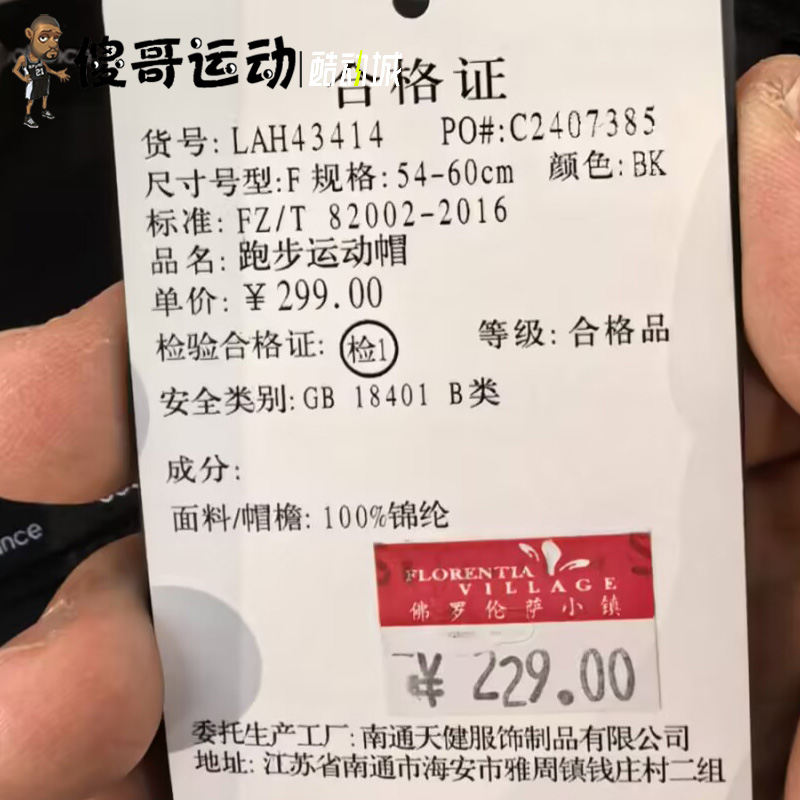 傻哥运动|酷动城
合格证
货号: LAH43414 PO#:C2407385
尺寸号型:F 规格:54-60cm 颜色:BK
标准: FZ/T 82002-2016
品名: 跑步运动帽
单价: ¥299.00
检验合格证: 检1 等级: 合格品
安全类别: GB 18401 B类
成分:
面料/帽檐: 100%锦纶
nce
FLORENTIA
VILLAGE
佛罗伦萨小镇
¥229.00
委托生产工厂: 南通天健服饰制品有限公司
地址: 江苏省南通市海安市雅周镇钱庄村二组